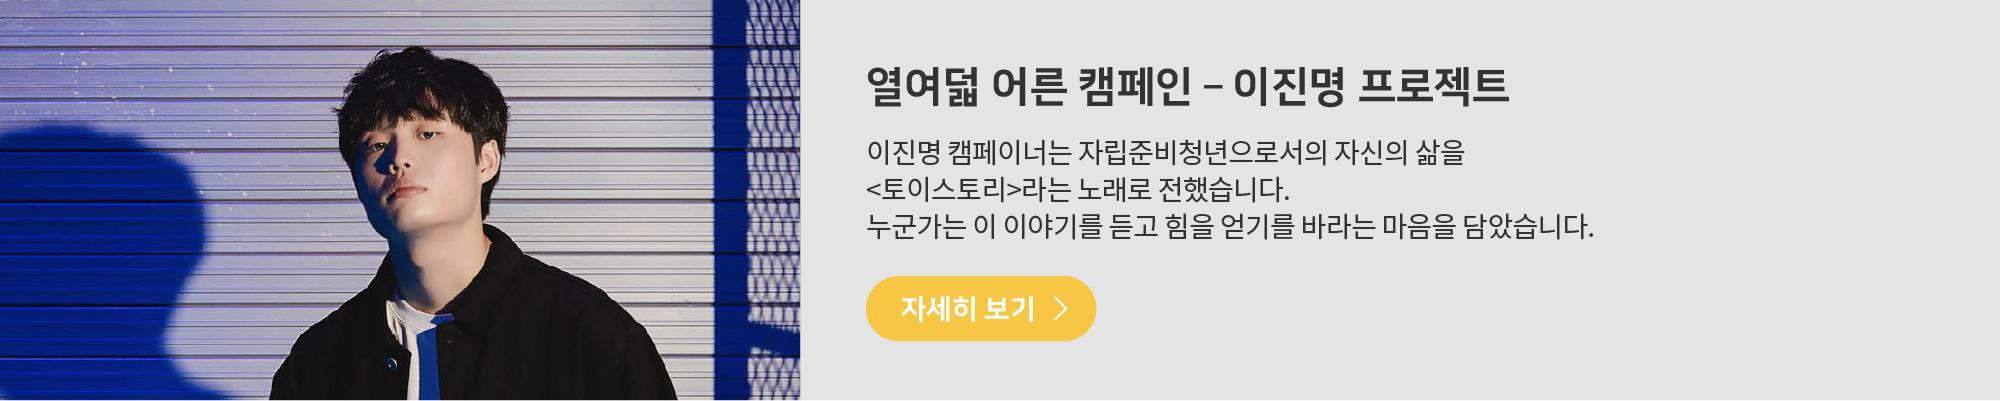 열여덟 어른 캠페인 – 이진명 프로젝트
이진명 캠페이너는 자립준비청년으로서의 자신의 삶을
<토이스토리>라는 노래로 전했습니다.
누군가는 이 이야기를 듣고 힘을 얻기를 바라는 마음을 담았습니다.
자세히 보기 >